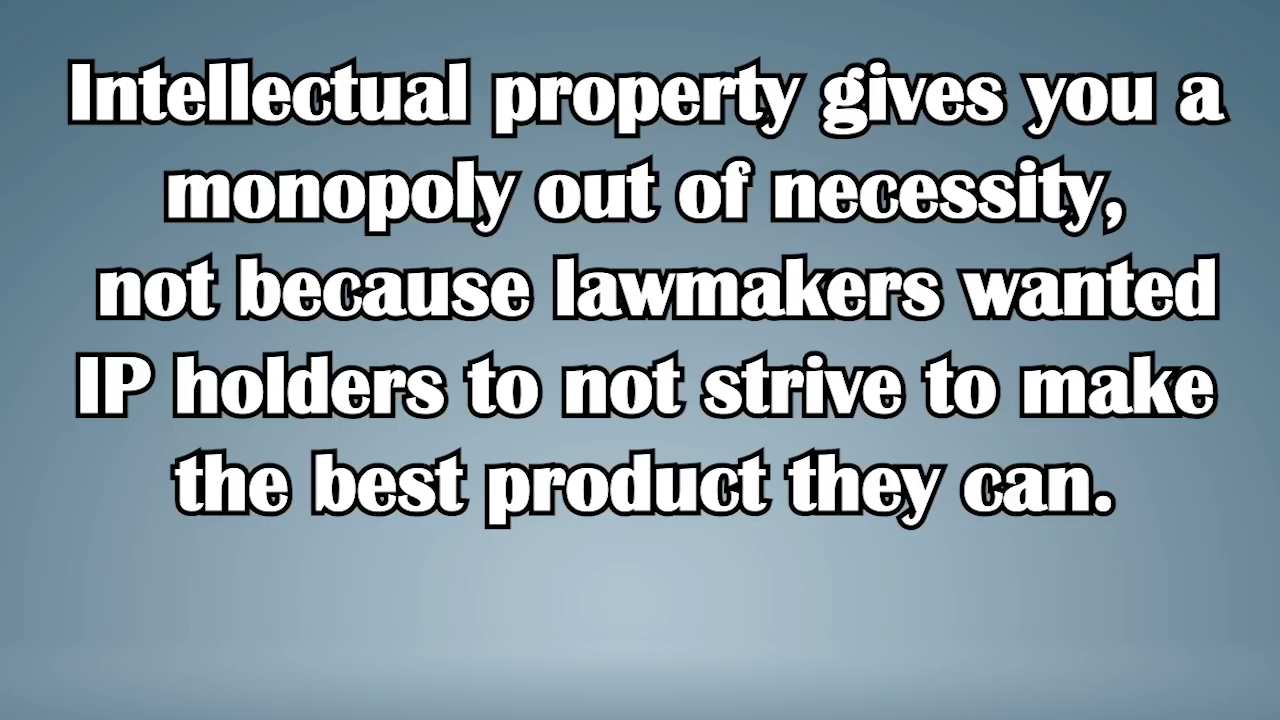 Intellectual property gives you a
monopoly out of necessity,
not because lawmakers wanted
IP holders to not strive to make
the best product they can.